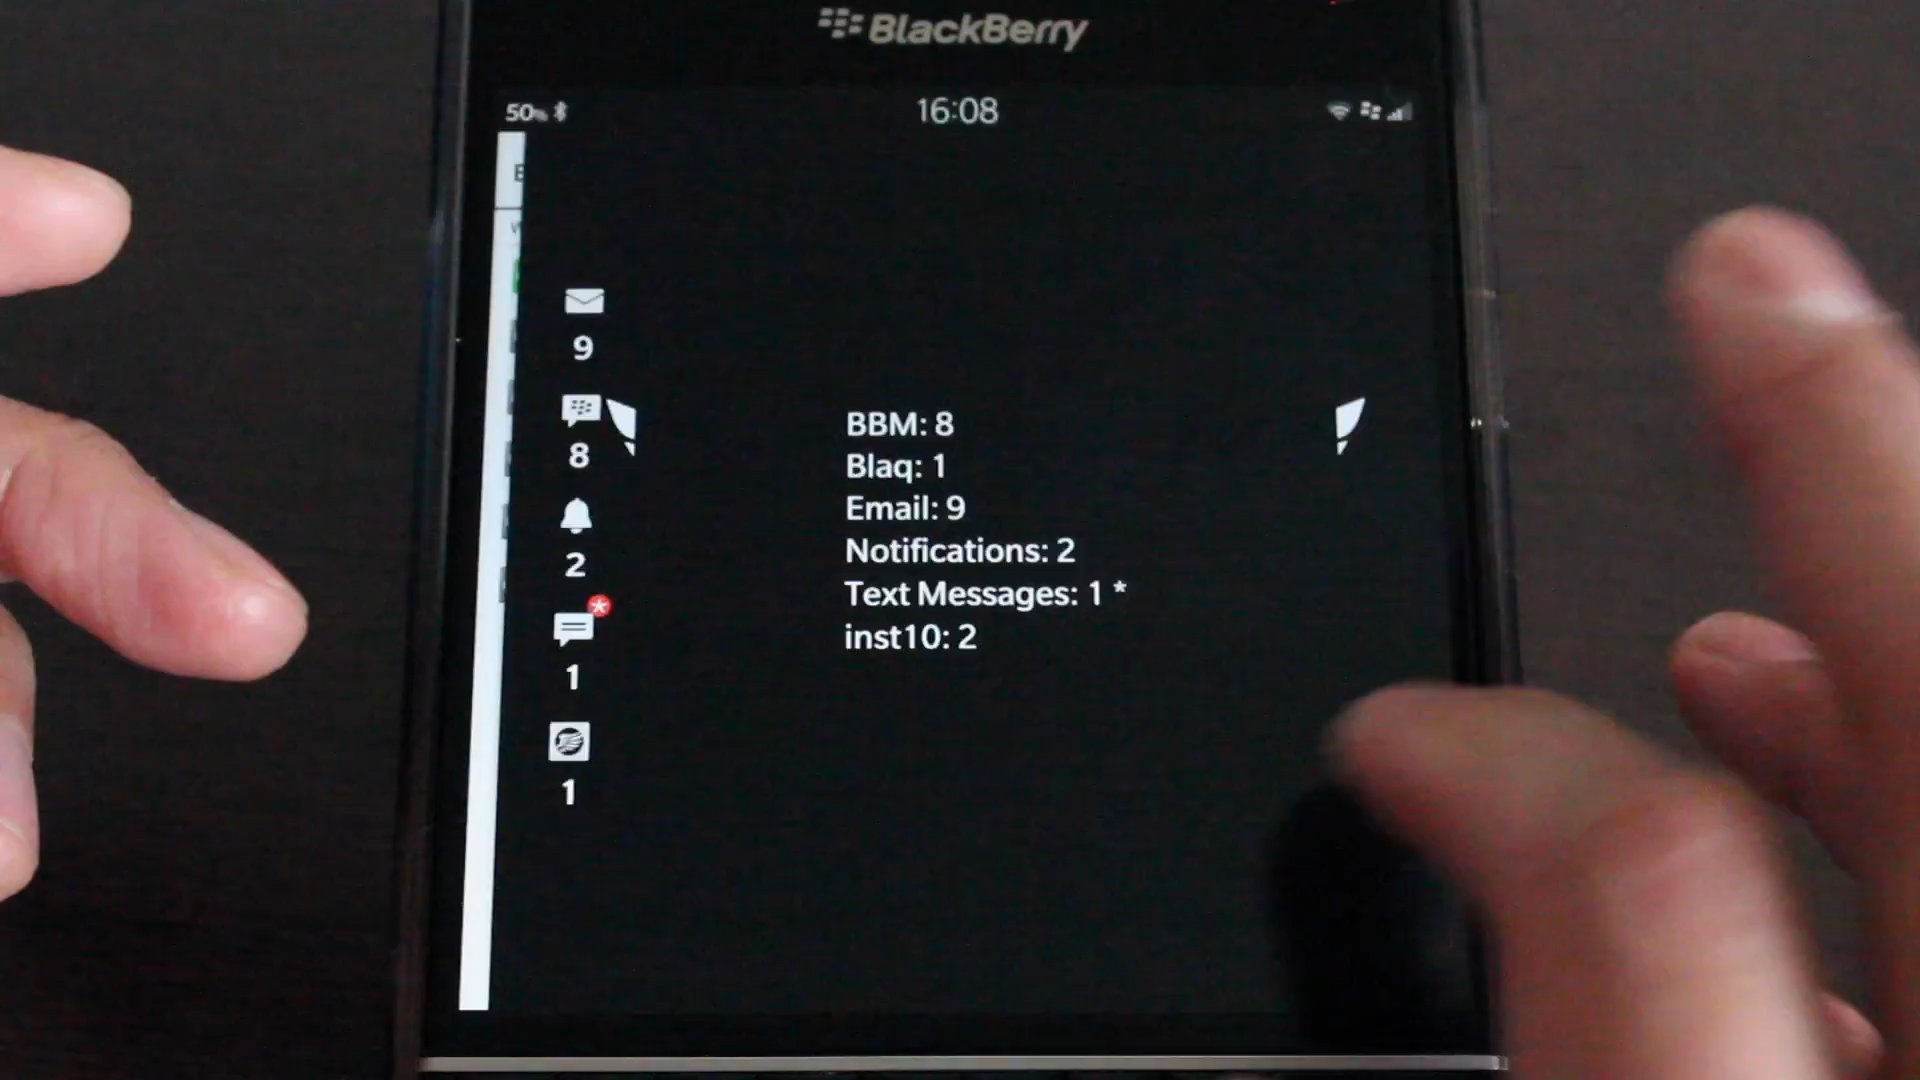 BlackBerry
50%
16:08
9
8
2
*
1
1
BBM: 8
Blaq: 1
Email: 9
Notifications: 2
Text Messages: 1 *
inst10: 2